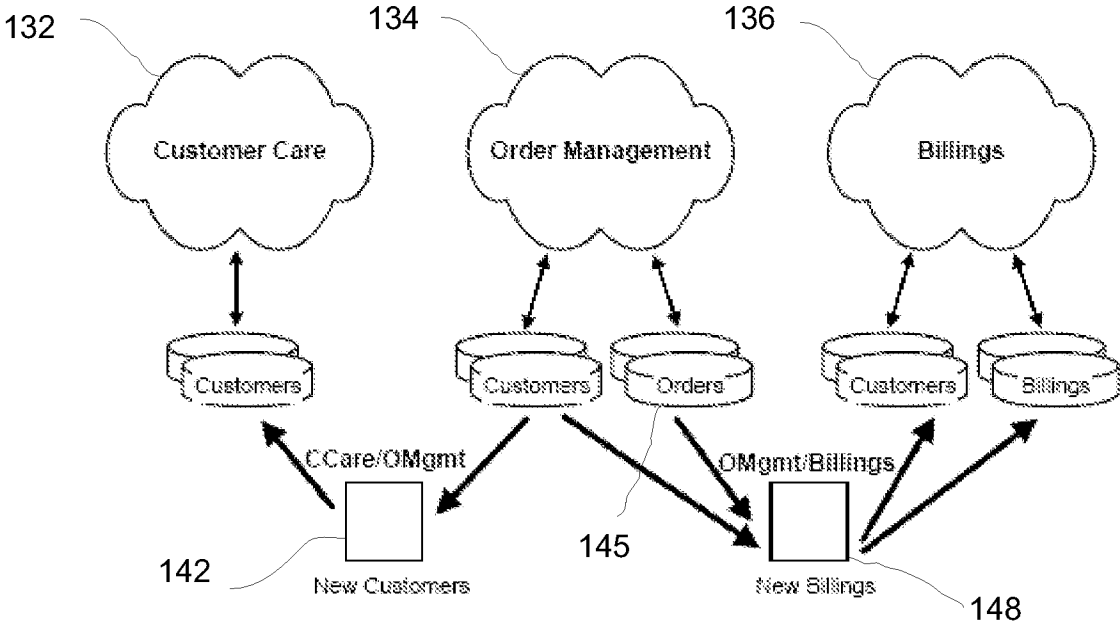 132
134
136
Customer Care
Order Management
Billings
Customers
Customers
Orders
Customers
Billings
CCare/OMgmt
OMgmt/Billings
142
145
New Customers
New Billings
148